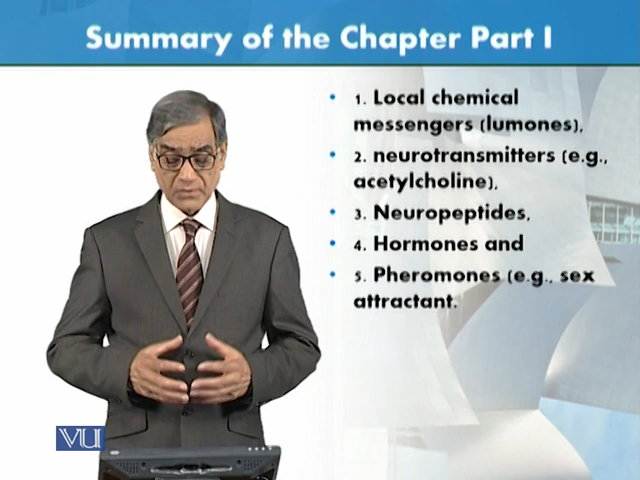 Summary of the Chapter Part I
• 1. Local chemical
messengers (lumones),
• 2. neurotransmitters (e.g.,
acetylcholine),
• 3. Neuropeptides,
• 4. Hormones and
• 5. Pheromones (e.g., sex
attractant.
VU